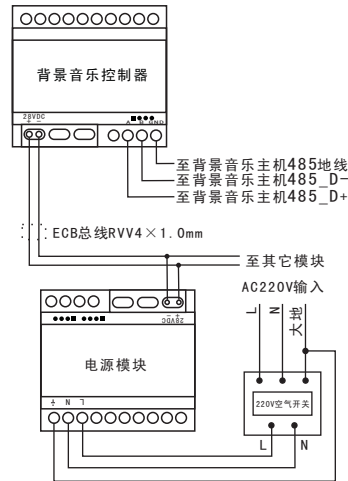 背景音乐控制器
28VDC
+ -
A B GND
至背景音乐主机485地线
至背景音乐主机485_D-
至背景音乐主机485_D+
ECB总线RVV4×1.0mm
至其它模块
AC220V输入
L N 大地
28VDC
+ -
电源模块
N L
220V空气开关
L N